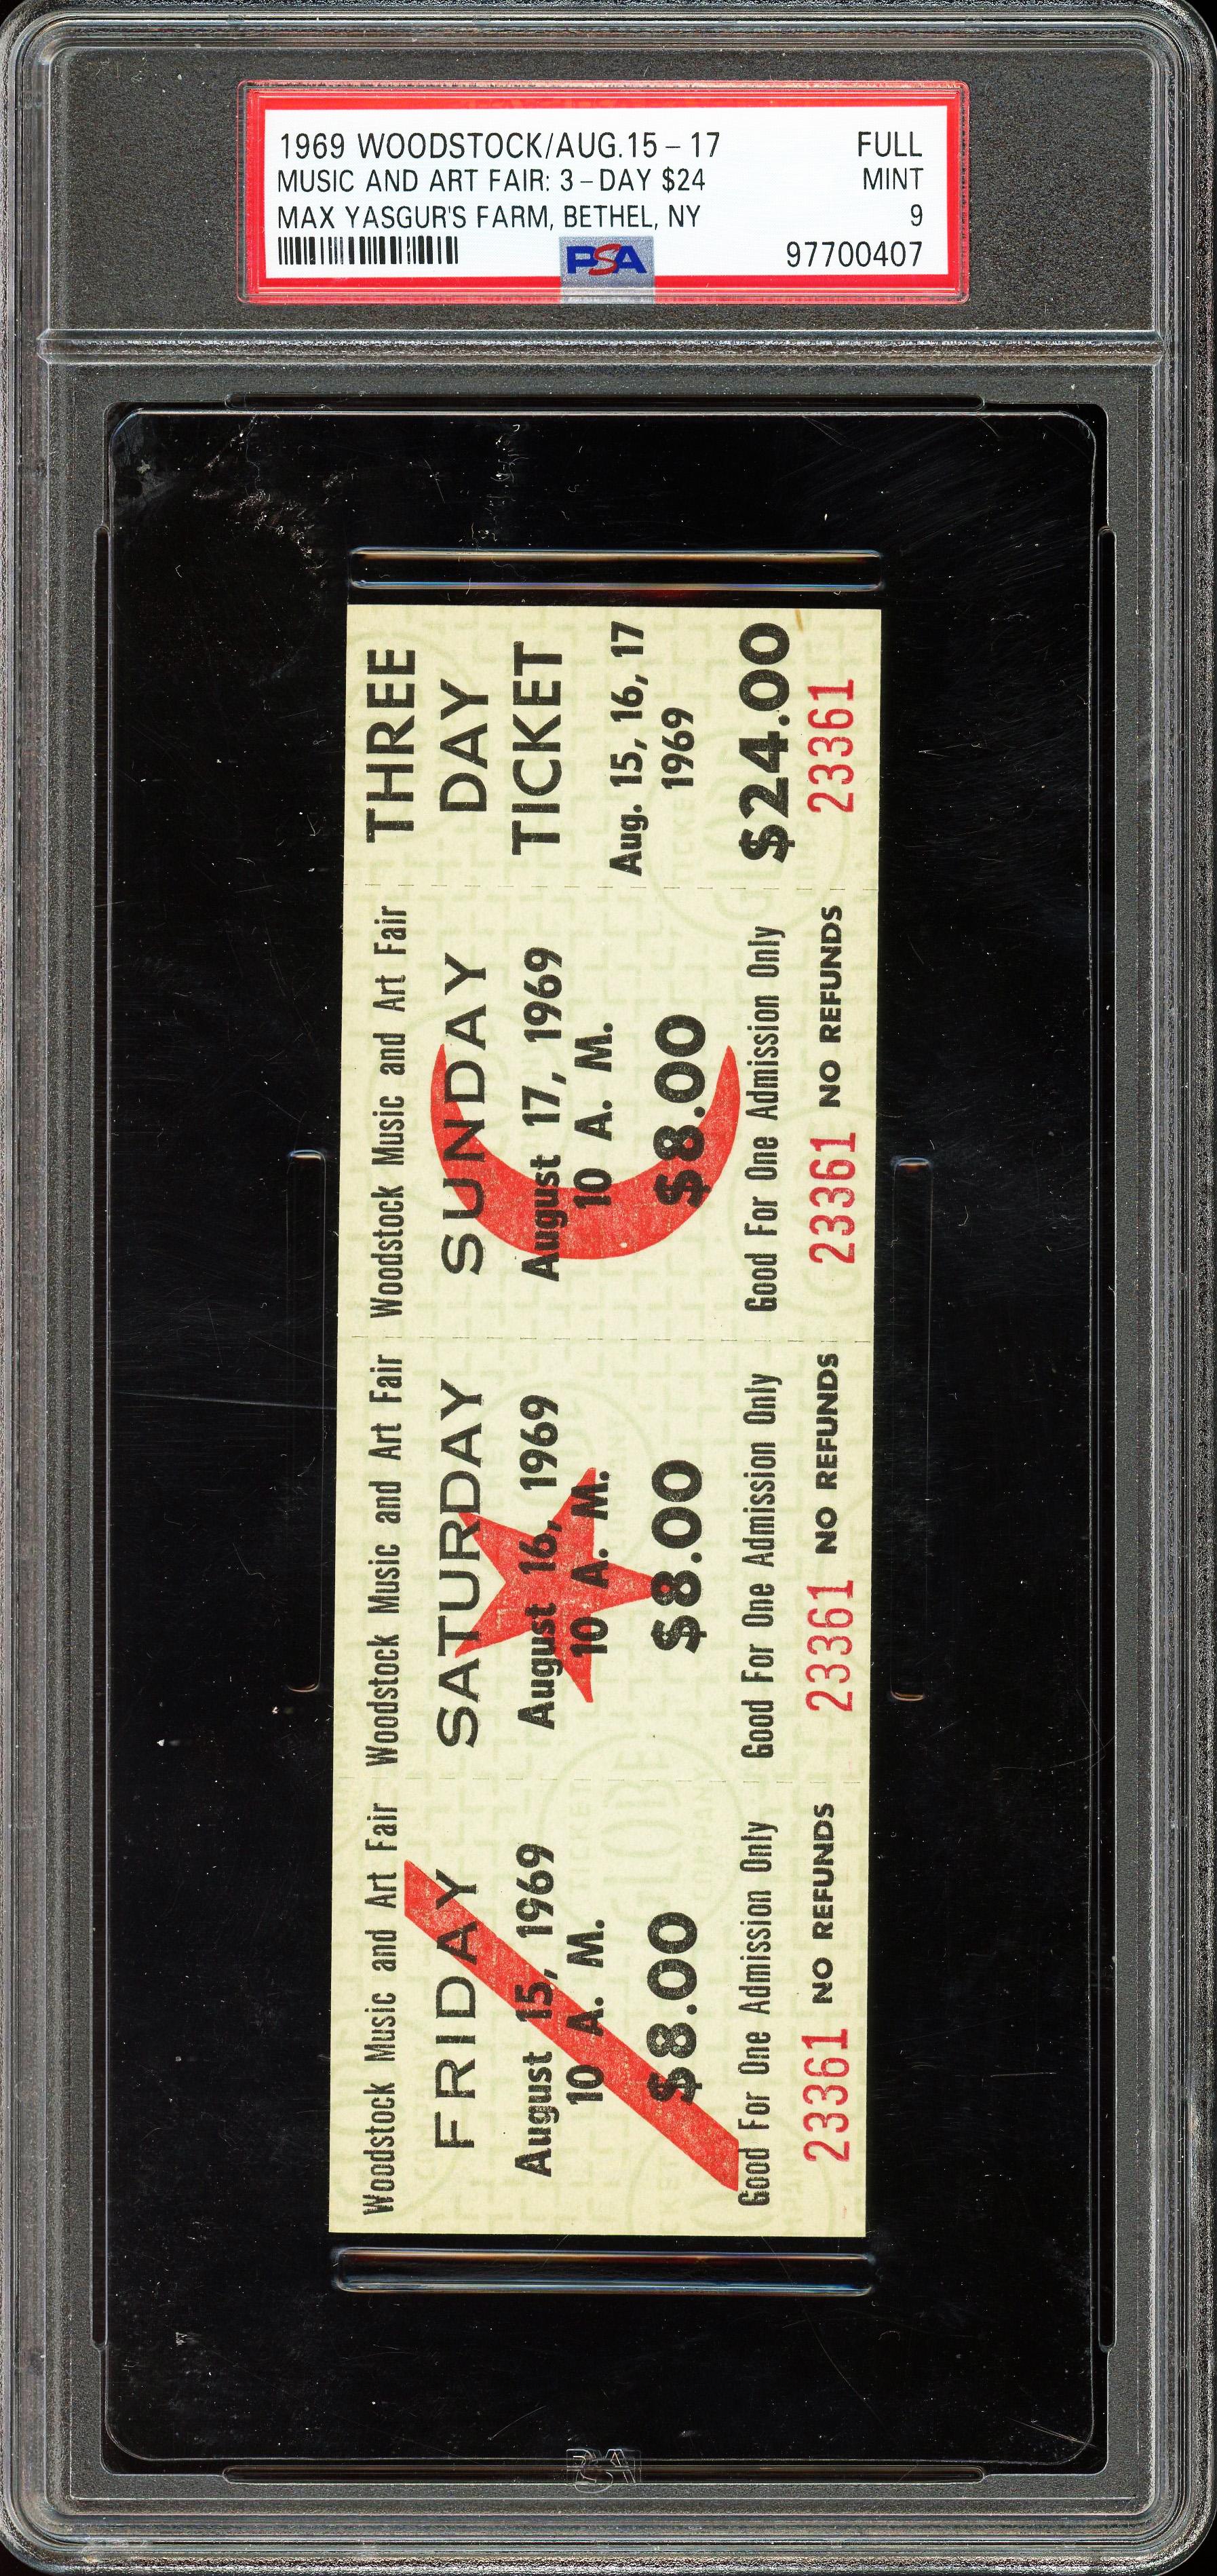 1969 WOODSTOCK/AUG.15-17 FULL
MUSIC AND ART FAIR: 3-DAY $24 MINT
MAX YASGUR'S FARM, BETHEL, NY 9
PSA 97700407
Woodstock Music and Art Fair
FRIDAY
August 15, 1969
10 A. M.
$8.00
Good For One Admission Only
23361 NO REFUNDS
Woodstock Music and Art Fair
SATURDAY
August 16, 1969
10 A. M.
$8.00
Good For One Admission Only
23361 NO REFUNDS
Woodstock Music and Art Fair
SUNDAY
August 17, 1969
10 A. M.
$8.00
Good For One Admission Only
23361 NO REFUNDS
THREE
DAY
TICKET
Aug. 15, 16, 17
1969
$24.00
23361
PSA